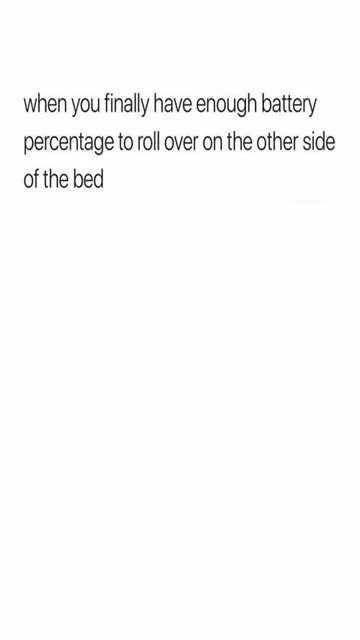 when you finally have enough battery
percentage to roll over on the other side
of the bed